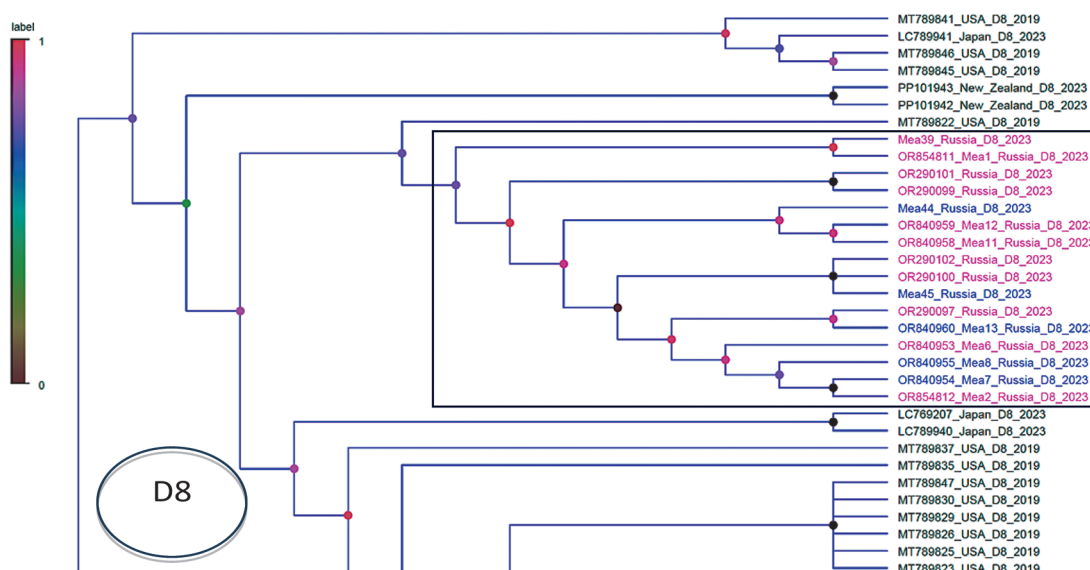 label
1
0
MT789841_USA_D8_2019
LC789941_Japan_D8_2023
MT789846_USA_D8_2019
MT789845_USA_D8_2019
PP101943_New_Zealand_D8_2023
PP101942_New_Zealand_D8_2023
MT789822_USA_D8_2019
Mea39_Russia_D8_2023
OR854811_Mea1_Russia_D8_2023
OR290101_Russia_D8_2023
OR290099_Russia_D8_2023
Mea44_Russia_D8_2023
OR840959_Mea12_Russia_D8_2023
OR840958_Mea11_Russia_D8_2023
OR290102_Russia_D8_2023
OR290100_Russia_D8_2023
Mea45_Russia_D8_2023
OR290097_Russia_D8_2023
OR840960_Mea13_Russia_D8_2023
OR840953_Mea6_Russia_D8_2023
OR840955_Mea8_Russia_D8_2023
OR840954_Mea7_Russia_D8_2023
OR854812_Mea2_Russia_D8_2023
LC769207_Japan_D8_2023
LC789940_Japan_D8_2023
MT789837_USA_D8_2019
MT789835_USA_D8_2019
MT789847_USA_D8_2019
MT789830_USA_D8_2019
MT789829_USA_D8_2019
MT789826_USA_D8_2019
MT789825_USA_D8_2019
MT789823_USA_D8_2019
D8